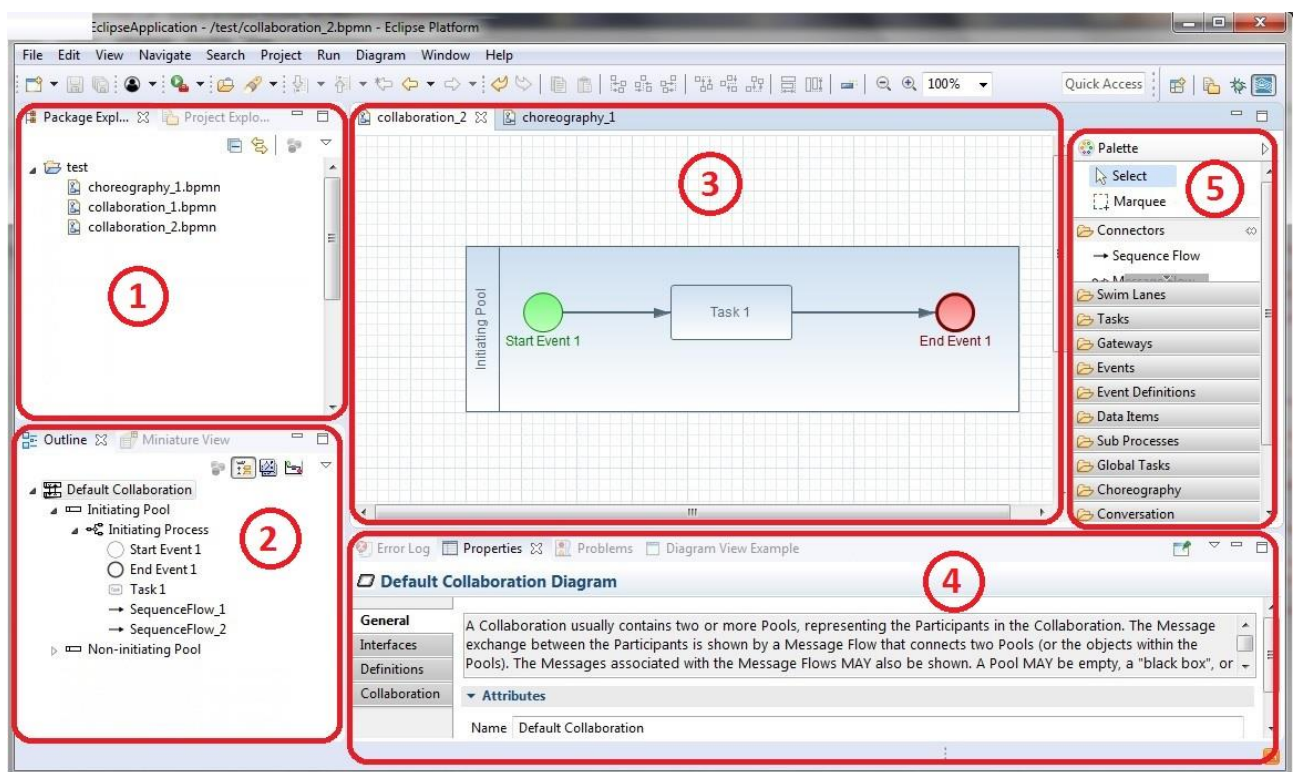 EclipseApplication - /test/collaboration_2.bpmn - Eclipse Platform
File Edit View Navigate Search Project Run Diagram Window Help
100%
Quick Access
Package Expl... Project Explo...
test
choreography_1.bpmn
collaboration_1.bpmn
collaboration_2.bpmn
1
Outline Miniature View
Default Collaboration
Initiating Pool
Initiating Process
Start Event 1
End Event 1
Task 1
SequenceFlow_1
SequenceFlow_2
Non-initiating Pool
2
collaboration_2 choreography_1
3
Initiating Pool
Start Event 1
Task 1
End Event 1
Palette
Select
Marquee
5
Connectors
Sequence Flow
Swim Lanes
Tasks
Gateways
Events
Event Definitions
Data Items
Sub Processes
Global Tasks
Choreography
Conversation
Error Log Properties Problems Diagram View Example
Default Collaboration Diagram
4
General
Interfaces
Definitions
Collaboration
A Collaboration usually contains two or more Pools, representing the Participants in the Collaboration. The Message
exchange between the Participants is shown by a Message Flow that connects two Pools (or the objects within the
Pools). The Messages associated with the Message Flows MAY also be shown. A Pool MAY be empty, a "black box", or
Attributes
Name Default Collaboration